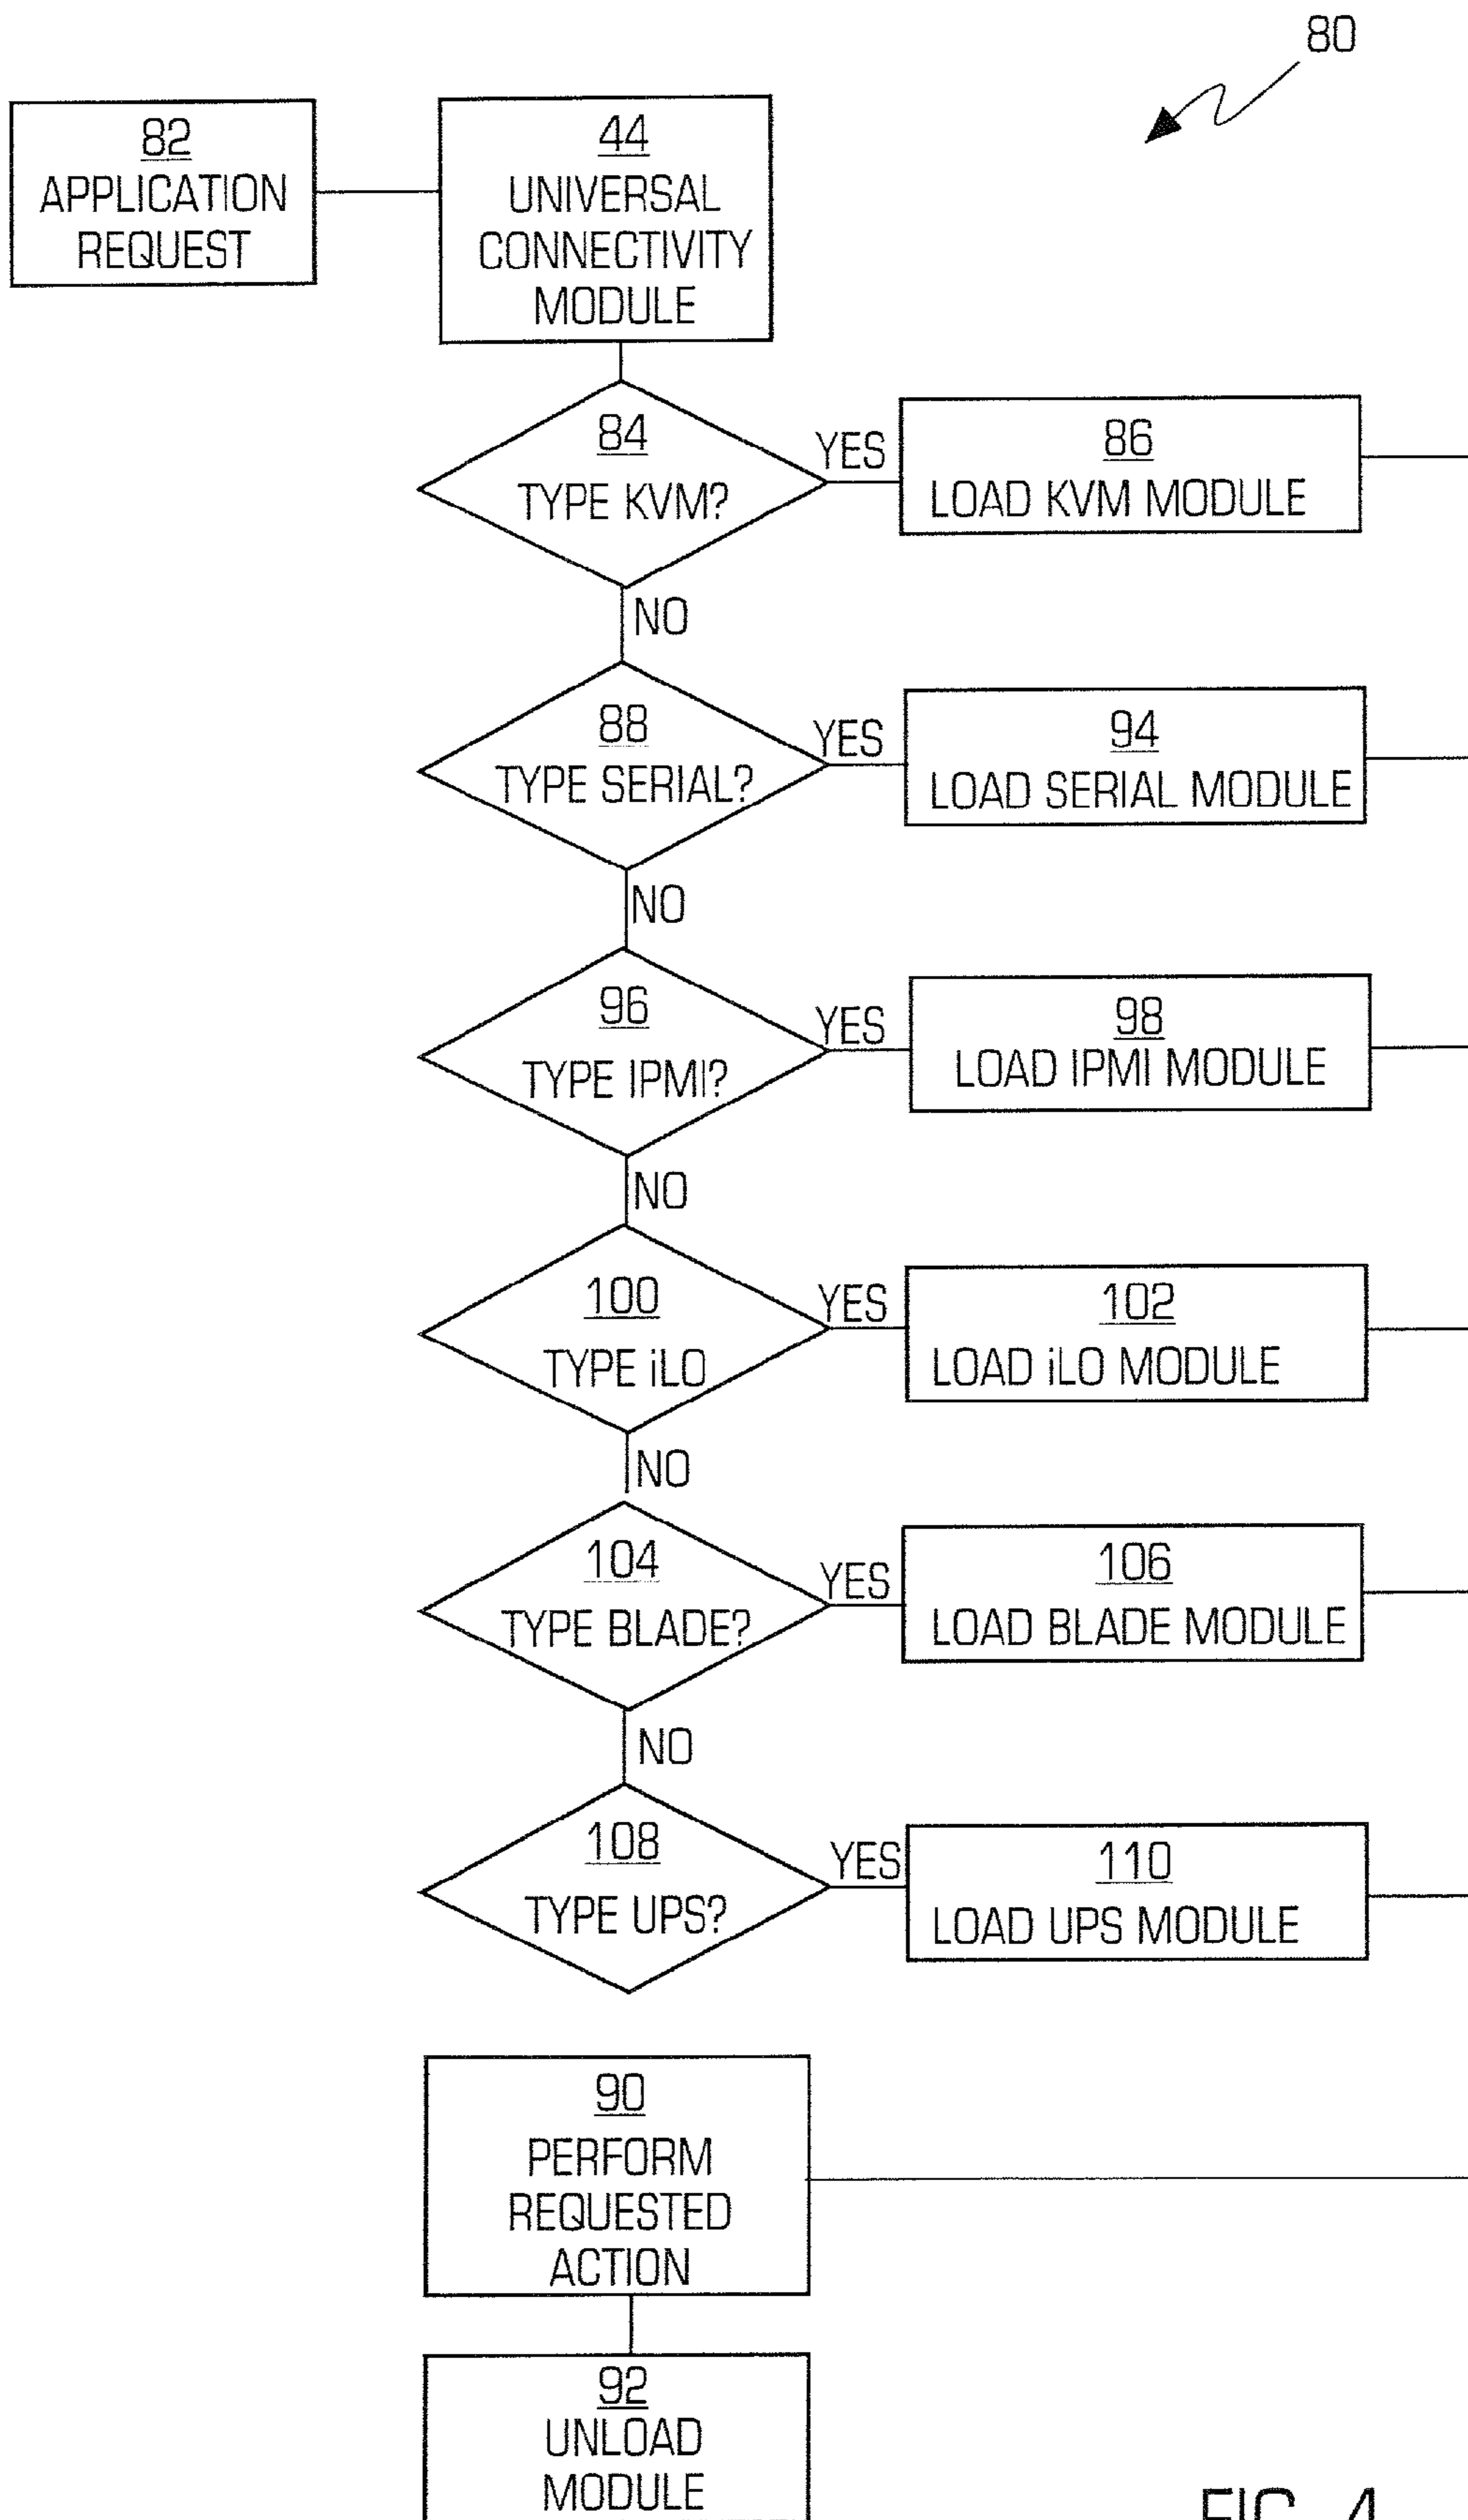 80
82
APPLICATION
REQUEST
44
UNIVERSAL
CONNECTIVITY
MODULE
84
TYPE KVM?
YES
86
LOAD KVM MODULE
NO
88
TYPE SERIAL?
YES
94
LOAD SERIAL MODULE
NO
96
TYPE IPMI?
YES
98
LOAD IPMI MODULE
NO
100
TYPE iLO
YES
102
LOAD iLO MODULE
NO
104
TYPE BLADE?
YES
106
LOAD BLADE MODULE
NO
108
TYPE UPS?
YES
110
LOAD UPS MODULE
90
PERFORM
REQUESTED
ACTION
92
UNLOAD
MODULE
FIG. 4